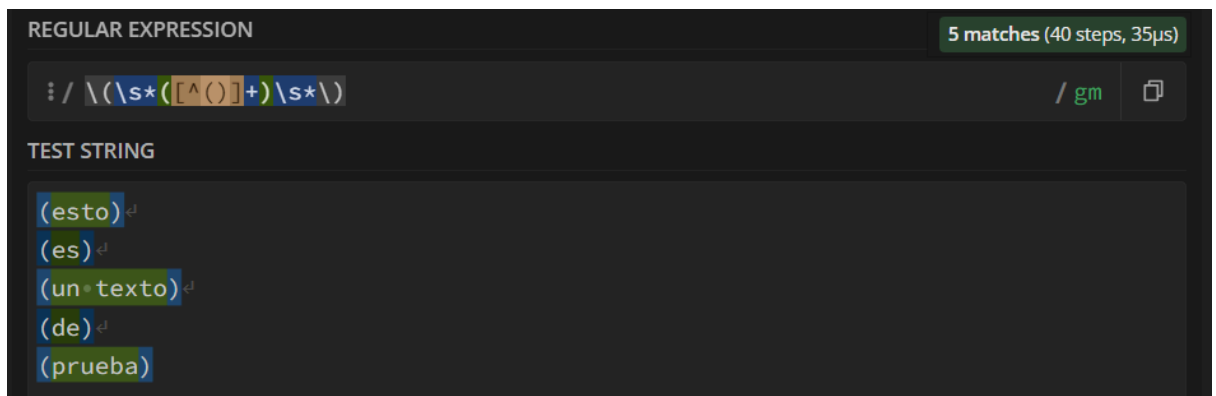 REGULAR EXPRESSION
5 matches (40 steps, 35μs)
/ \(\s*([^()]+)\s*\)
/ gm
TEST STRING
(esto)
(es)
(un texto)
(de)
(prueba)